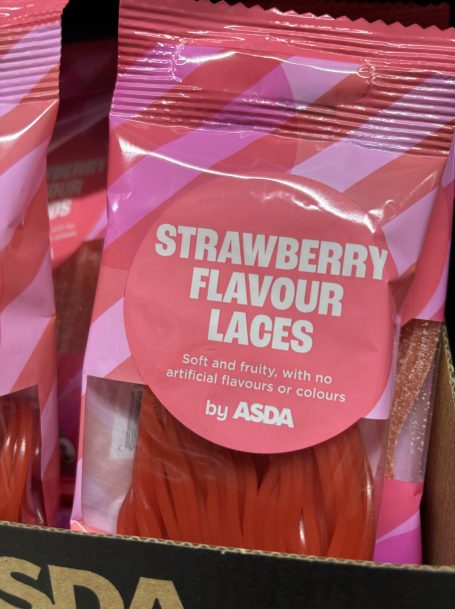 STRAWBERRY
FLAVOUR
LACES
Soft and fruity, with no
artificial flavours or colours
by ASDA
SDA